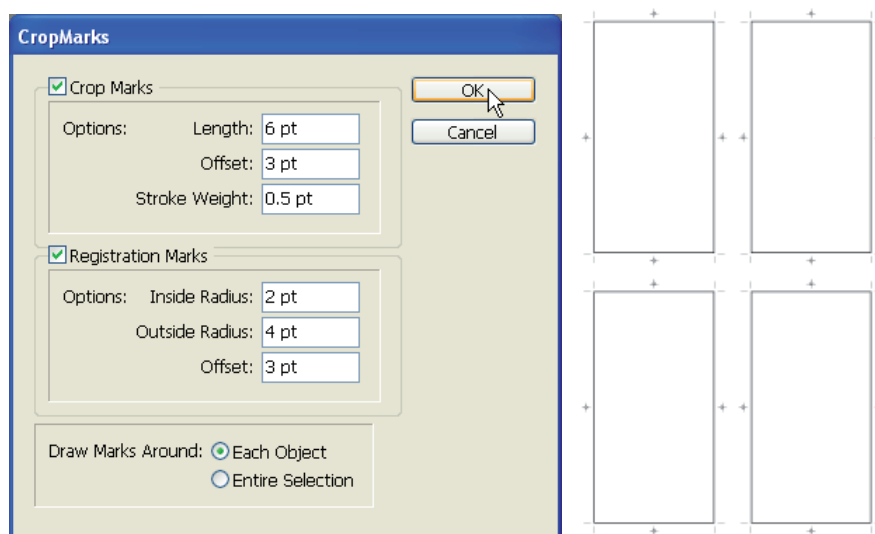 CropMarks
Crop Marks
OK
Options: Length: 6 pt
Cancel
Offset: 3 pt
Stroke Weight: 0.5 pt
Registration Marks
Options: Inside Radius: 2 pt
Outside Radius: 4 pt
Offset: 3 pt
Draw Marks Around: Each Object
Entire Selection